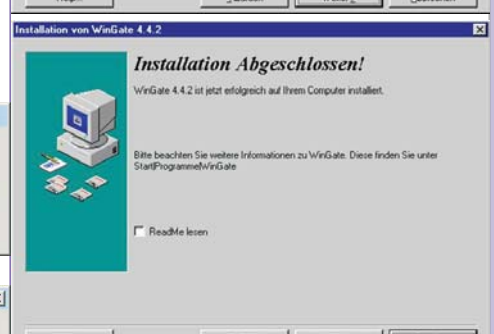 Installation von WinGate 4.4.2
Installation Abgeschlossen!
WinGate 4.4.2 ist jetzt erfolgreich auf Ihrem Computer installiert.
Bitte beachten Sie weitere Informationen zu WinGate. Diese finden Sie unter
Start|Programme|WinGate
ReadMe lesen